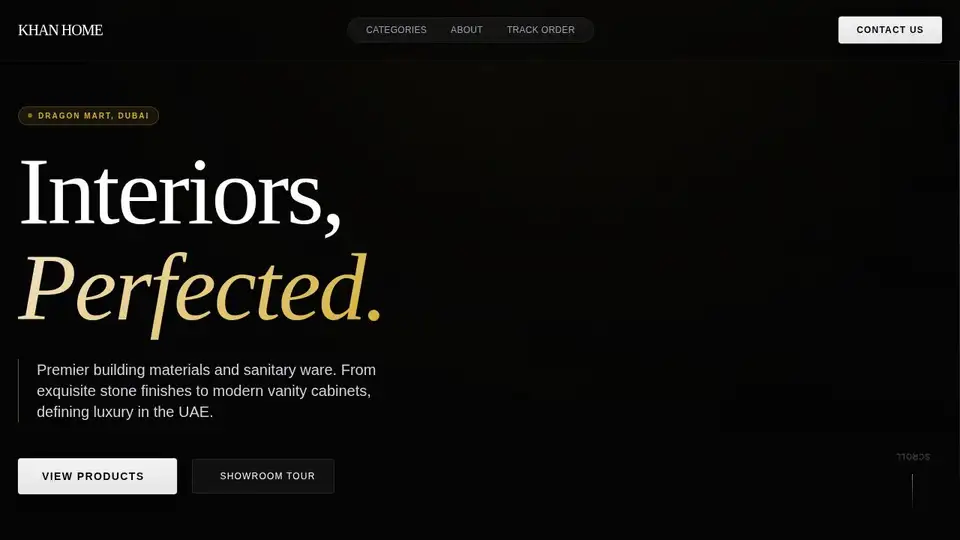 KHAN HOME
CATEGORIES
ABOUT
TRACK ORDER
CONTACT US
DRAGON MART, DUBAI
Interiors,
Perfected.
Premier building materials and sanitary ware. From
exquisite stone finishes to modern vanity cabinets,
defining luxury in the UAE.
VIEW PRODUCTS
SHOWROOM TOUR
SCROLL